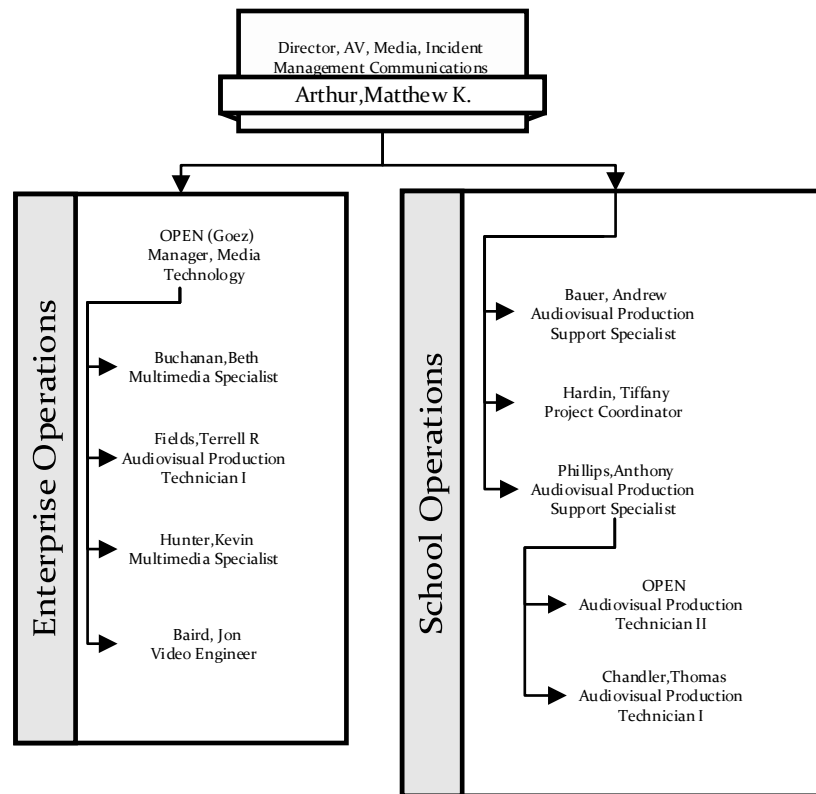 Director, AV, Media, Incident
Management Communications
Arthur,Matthew K.
Enterprise Operations
OPEN (Goez)
Manager, Media
Technology
Buchanan,Beth
Multimedia Specialist
Fields,Terrell R
Audiovisual Production
Technician I
Hunter,Kevin
Multimedia Specialist
Baird, Jon
Video Engineer
School Operations
Bauer, Andrew
Audiovisual Production
Support Specialist
Hardin, Tiffany
Project Coordinator
Phillips,Anthony
Audiovisual Production
Support Specialist
OPEN
Audiovisual Production
Technician II
Chandler,Thomas
Audiovisual Production
Technician I